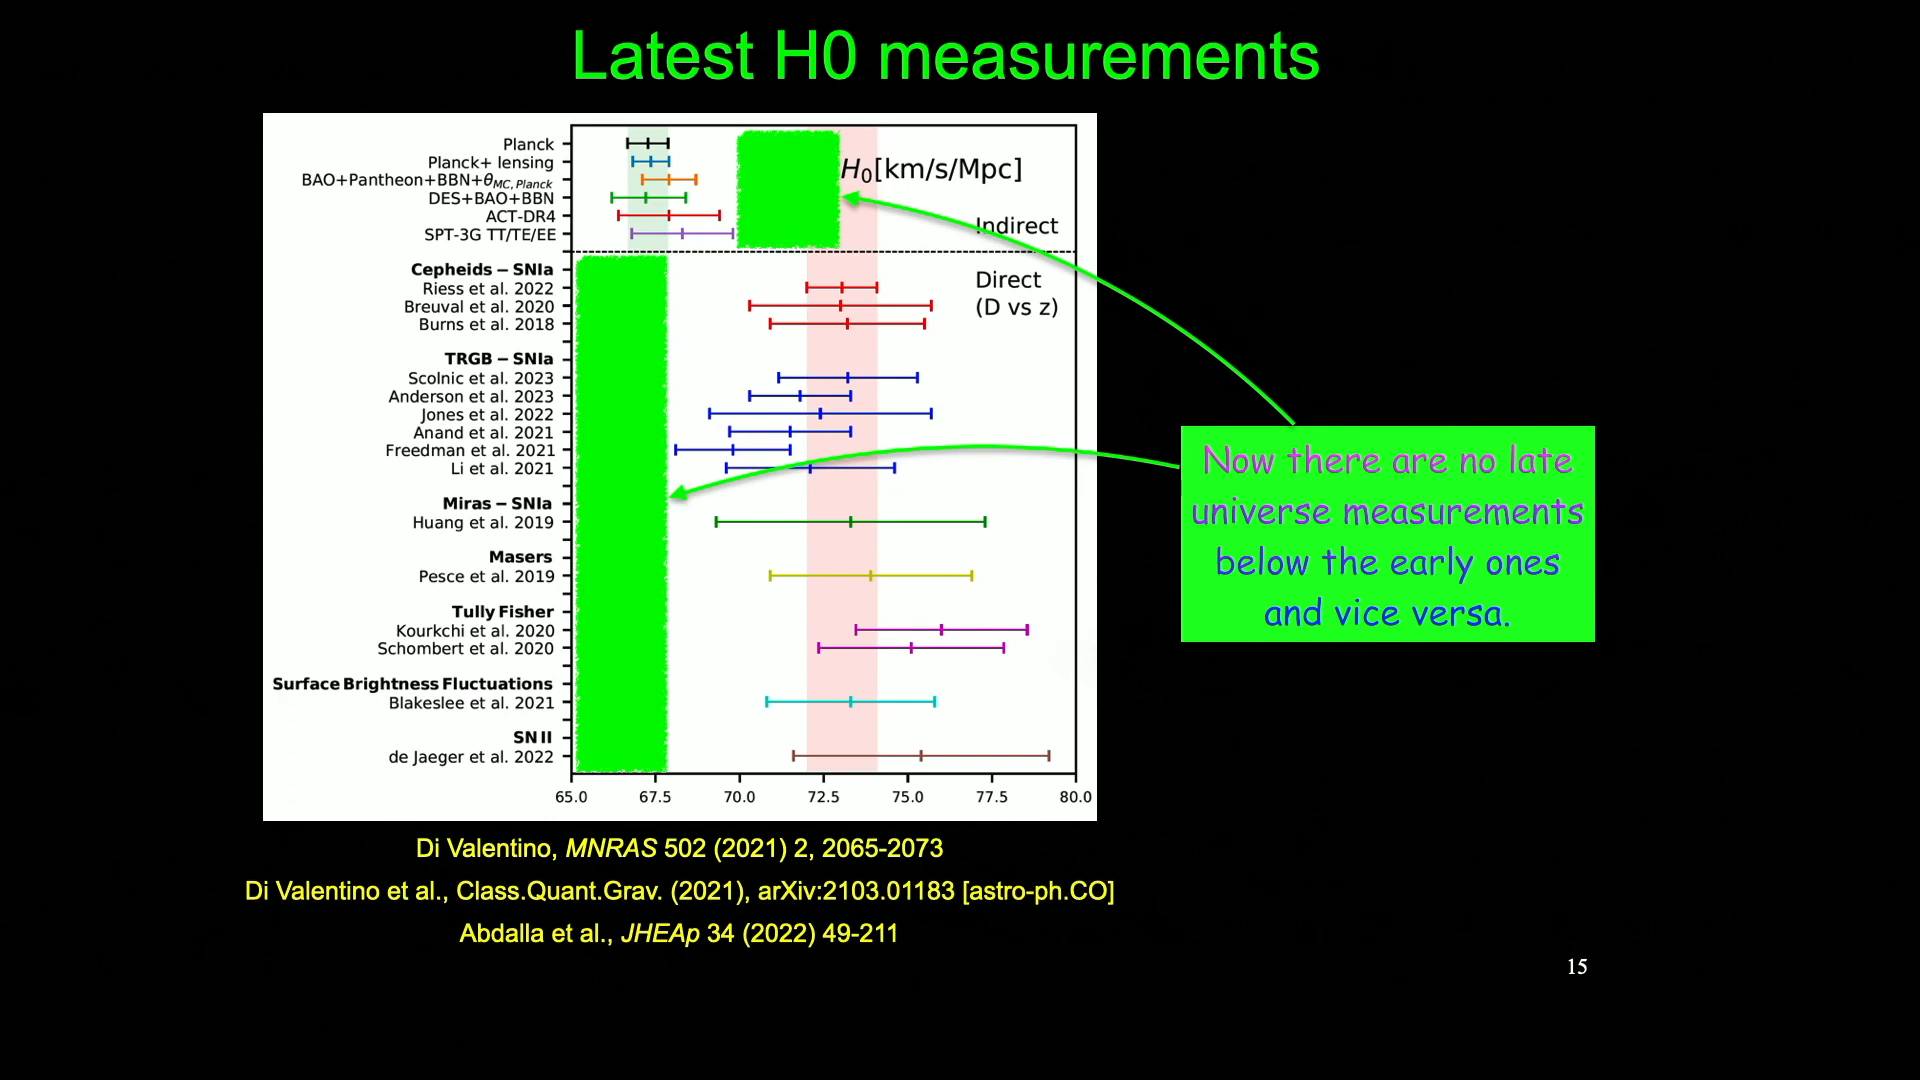 Latest H0 measurements
Planck
Planck+ lensing
BAO+Pantheon+BBN+θMC,Planck
DES+BAO+BBN
ACT-DR4
SPT-3G TT/TE/EE
H0[km/s/Mpc]
Indirect
Direct
(D vs z)
Cepheids – SNIa
Riess et al. 2022
Breuval et al. 2020
Burns et al. 2018
TRGB – SNIa
Scolnic et al. 2023
Anderson et al. 2023
Jones et al. 2022
Anand et al. 2021
Freedman et al. 2021
Li et al. 2021
Miras – SNIa
Huang et al. 2019
Masers
Pesce et al. 2019
Tully Fisher
Kourkchi et al. 2020
Schombert et al. 2020
Surface Brightness Fluctuations
Blakeslee et al. 2021
SN II
de Jaeger et al. 2022
65.0 67.5 70.0 72.5 75.0 77.5 80.0
Now there are no late
universe measurements
below the early ones
and vice versa.
Di Valentino, MNRAS 502 (2021) 2, 2065-2073
Di Valentino et al., Class.Quant.Grav. (2021), arXiv:2103.01183 [astro-ph.CO]
Abdalla et al., JHEAp 34 (2022) 49-211
15